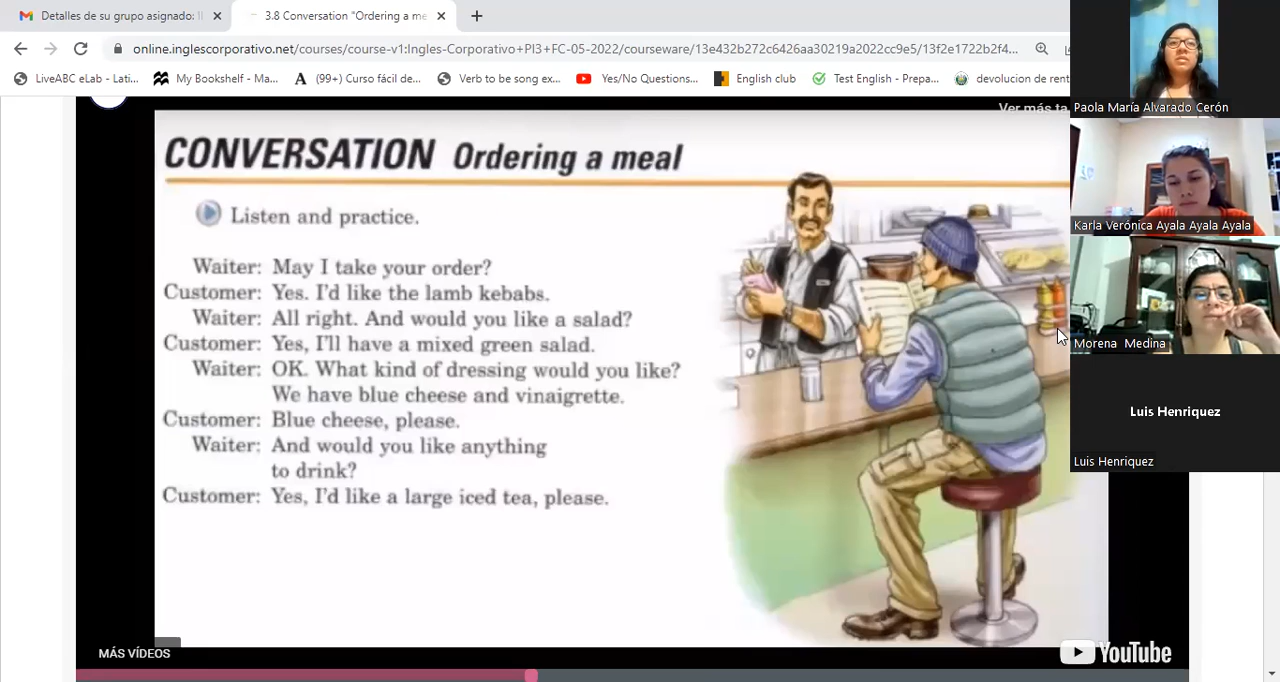 Detalles de su grupo asignado: I
3.8 Conversation "Ordering a me
online.inglescorporativo.net/courses/course-v1:Ingles-Corporativo+PI3+FC-05-2022/courseware/13e432b272c6426aa30219a2022cc9a2/13f2e1722b2f4...
LiveABC eLab - Lati...
My Bookshelf - Ma...
(99+) Curso fácil de...
Verb to be song ex...
Yes/No Questions...
English club
Test English - Prepa...
devolucion de rent
Ver más ta
CONVERSATION Ordering a meal
Listen and practice.
Waiter: May I take your order?
Customer: Yes. I'd like the lamb kebabs.
Waiter: All right. And would you like a salad?
Customer: Yes, I'll have a mixed green salad.
Waiter: OK. What kind of dressing would you like?
We have blue cheese and vinaigrette.
Customer: Blue cheese, please.
Waiter: And would you like anything
to drink?
Customer: Yes, I'd like a large iced tea, please.
MÁS VÍDEOS
YouTube
Paola María Alvarado Cerón
Karla Verónica Ayala Ayala Ayala
Morena Medina
Luis Henriquez
Luis Henriquez